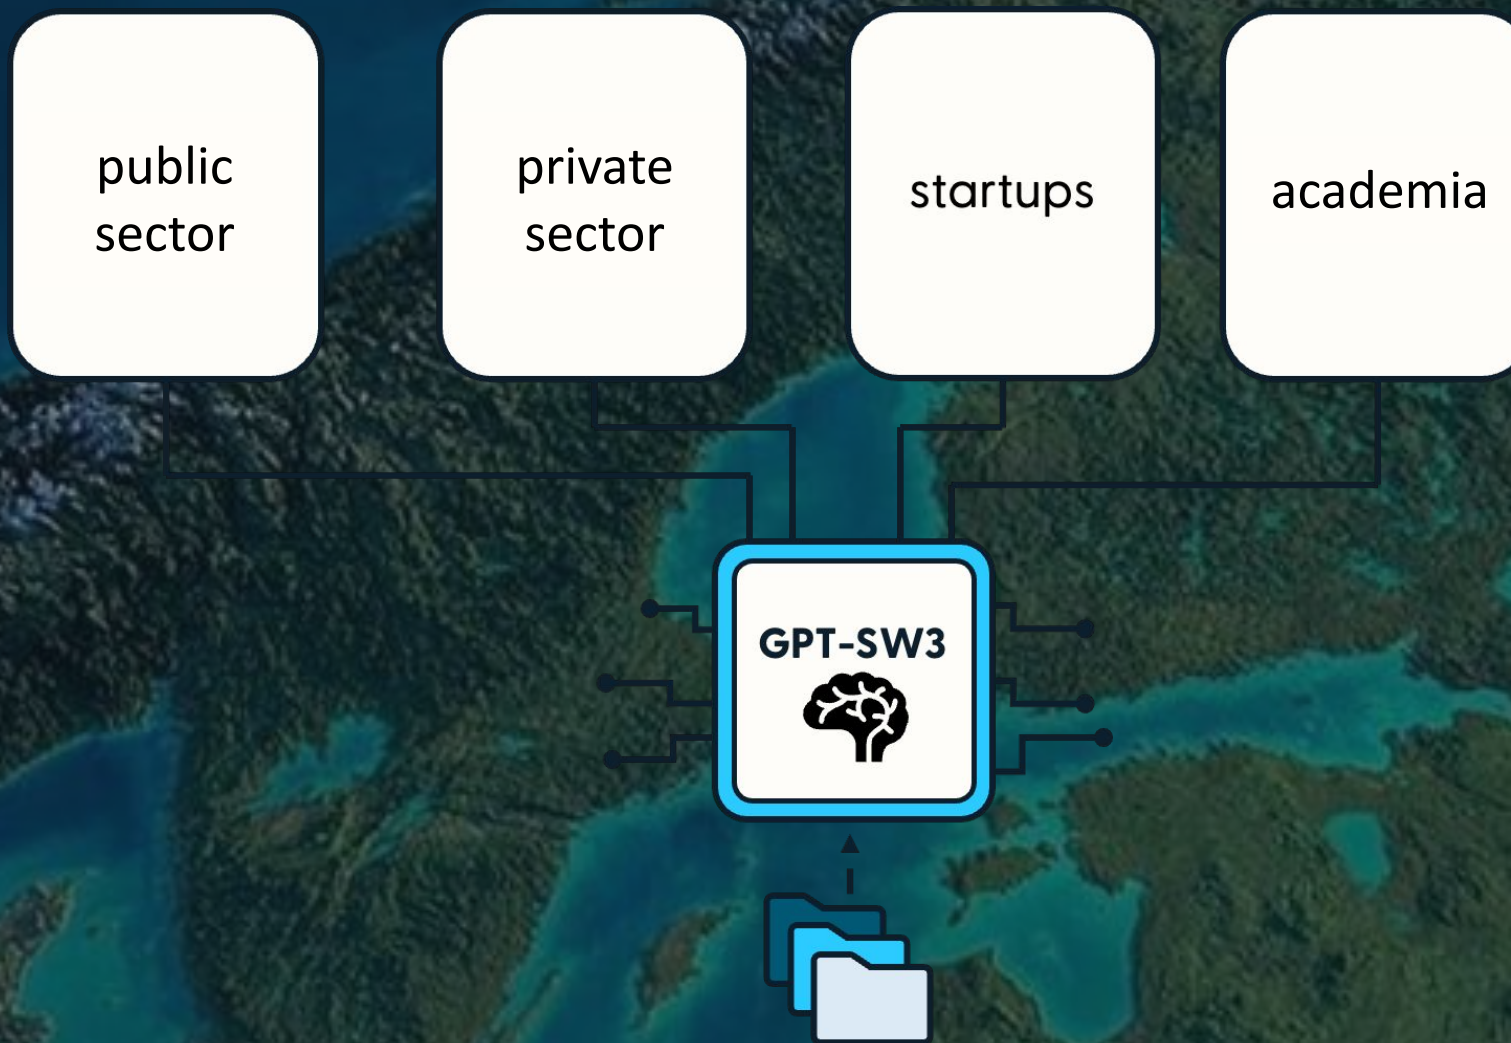 public
sector
private
sector
startups
academia
GPT-SW3